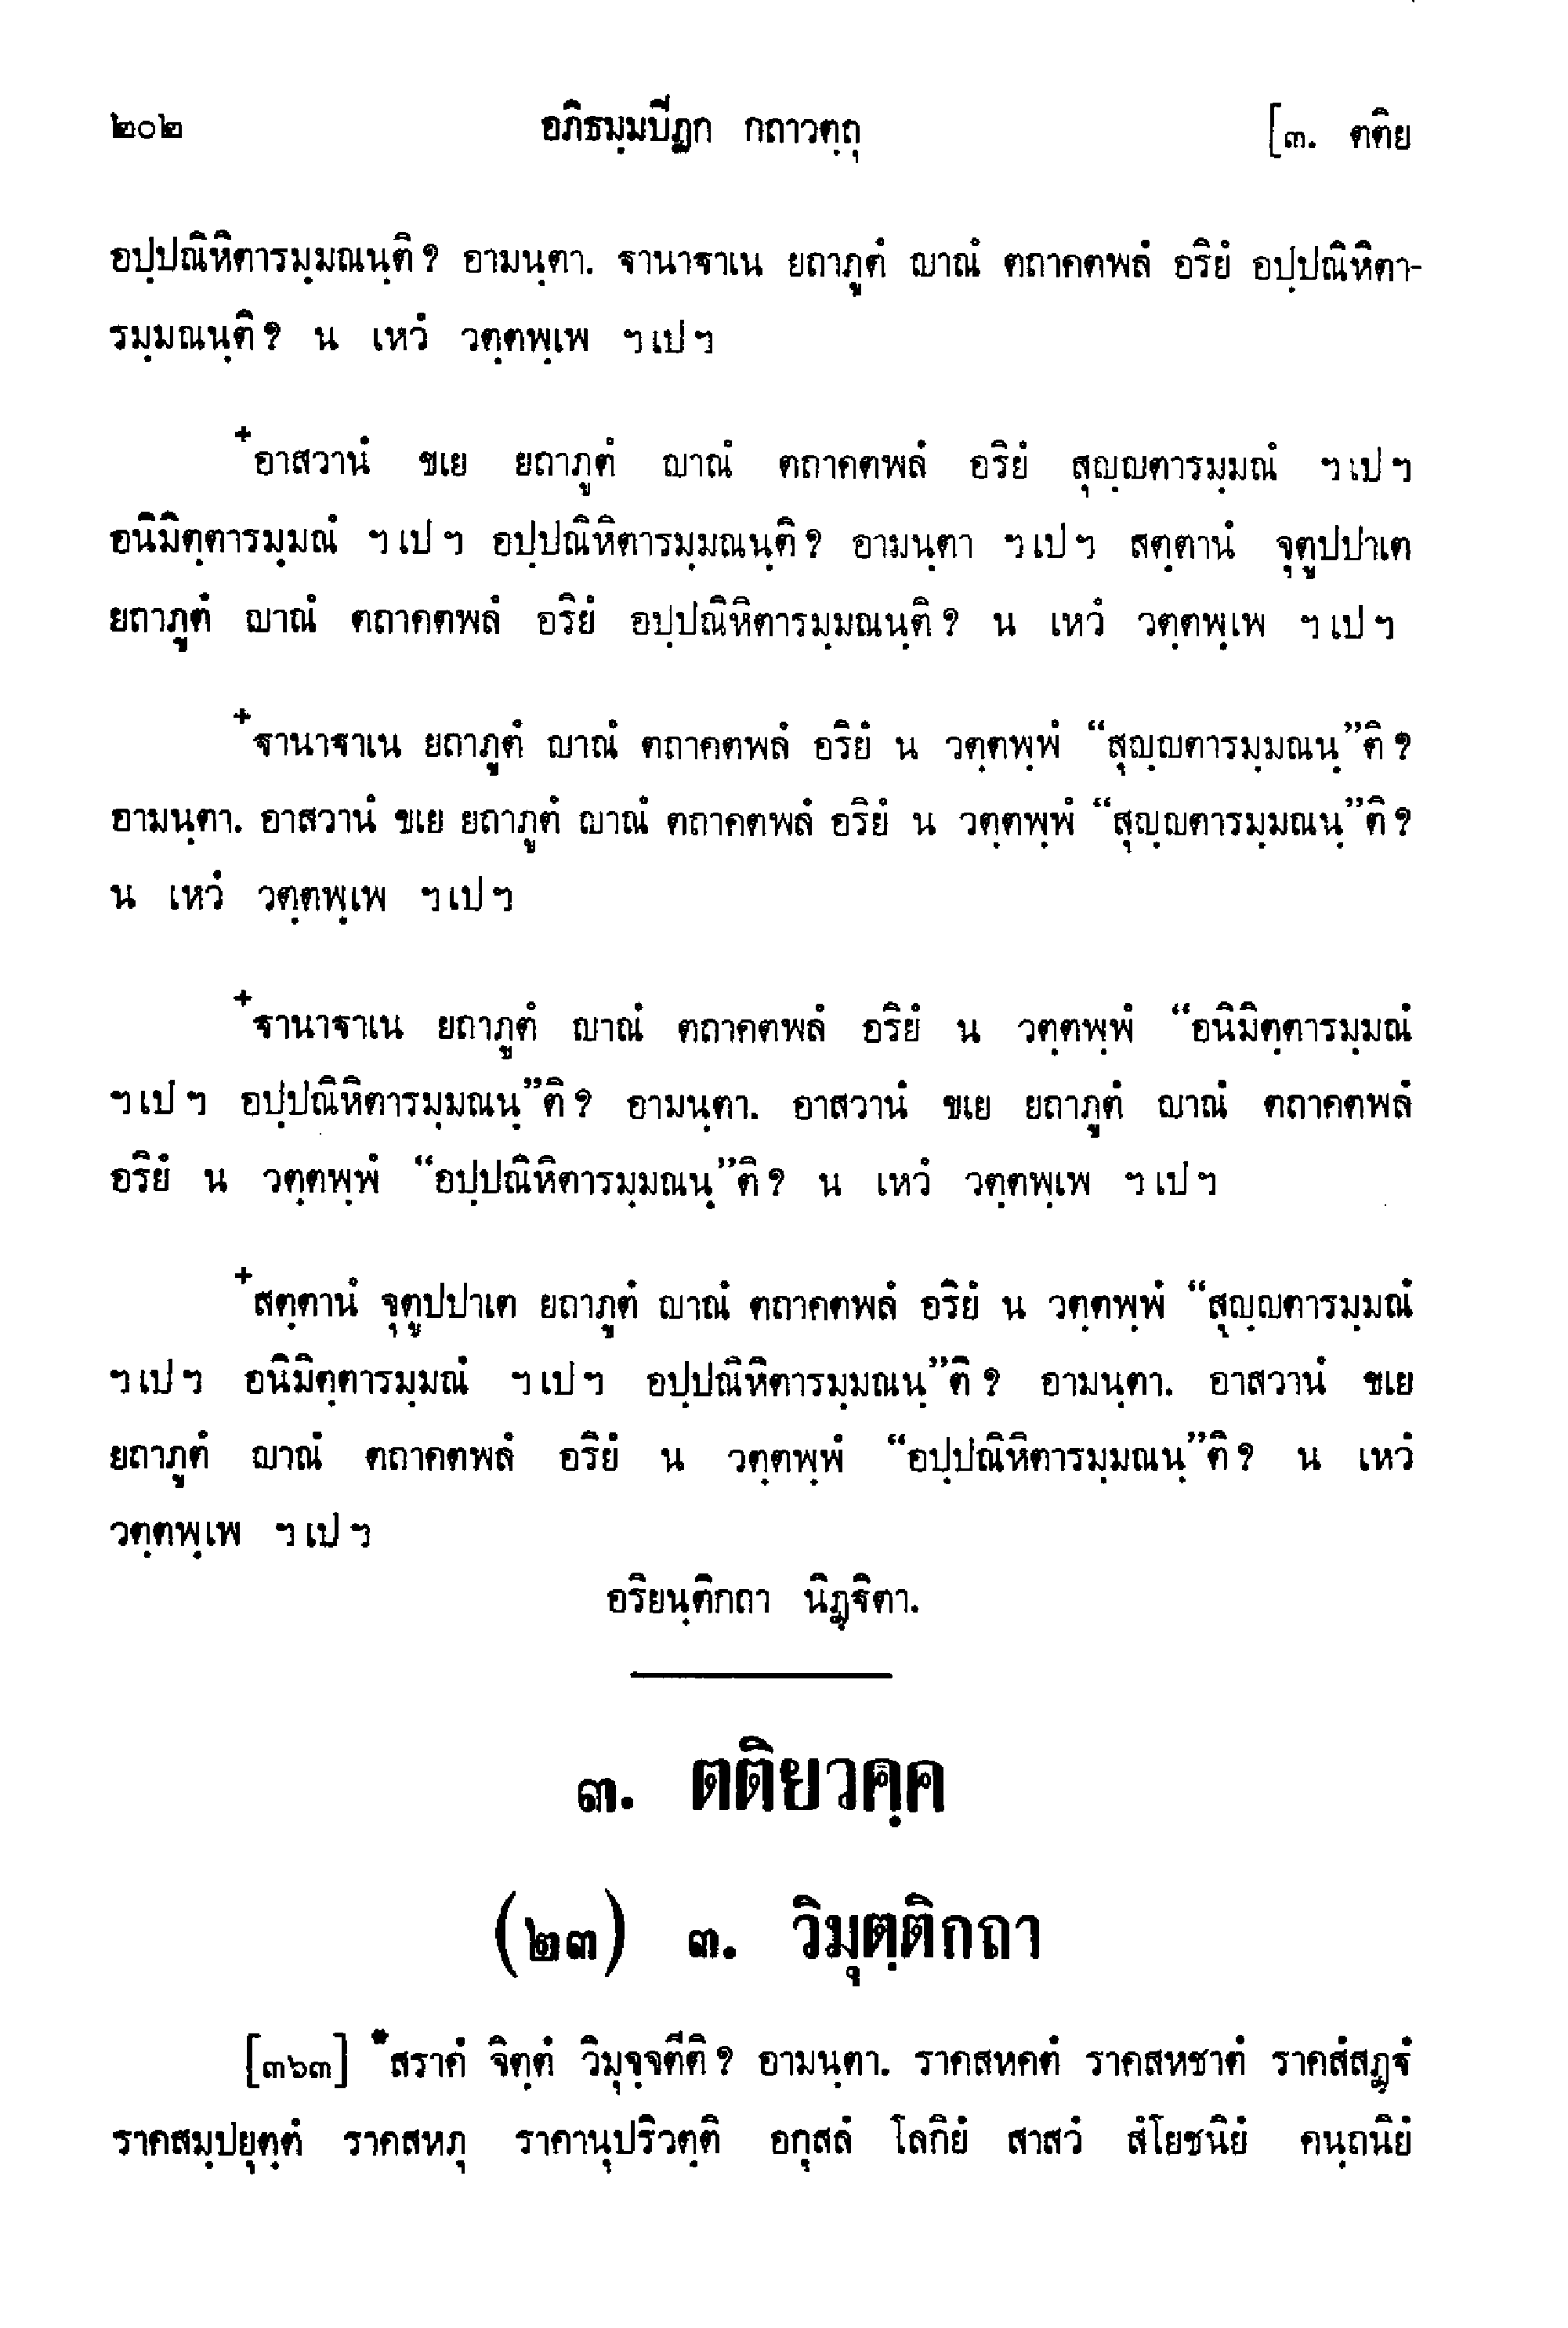 ๒๐๒ อภิธมฺมปิฏก กถาวตฺถุ [๓. ตติย
อปฺปณิหิตารมฺมณนฺติ? อามนฺตา. ฐานาฐาเน ยถาภูตํ ญาณํ ตถาคตพลํ อริยํ อปฺปณิหิตา-
รมฺมณนฺติ? น เหวํ วตฺตพฺเพ ฯเปฯ
+อาสวานํ ขเย ยถาภูตํ ญาณํ ตถาคตพลํ อริยํ สุญฺญตารมฺมณํ ฯเปฯ
อนิมิตฺตารมฺมณํ ฯเปฯ อปฺปณิหิตารมฺมณนฺติ? อามนฺตา ฯเปฯ สตฺตานํ จุตูปปาเต
ยถาภูตํ ญาณํ ตถาคตพลํ อริยํ อปฺปณิหิตารมฺมณนฺติ? น เหวํ วตฺตพฺเพ ฯเปฯ
+ฐานาฐาเน ยถาภูตํ ญาณํ ตถาคตพลํ อริยํ น วตฺตพฺพํ “สุญฺญตารมฺมณนฺ”ติ?
อามนฺตา. อาสวานํ ขเย ยถาภูตํ ญาณํ ตถาคตพลํ อริยํ น วตฺตพฺพํ “สุญฺญตารมฺมณนฺ”ติ?
น เหวํ วตฺตพฺเพ ฯเปฯ
+ฐานาฐาเน ยถาภูตํ ญาณํ ตถาคตพลํ อริยํ น วตฺตพฺพํ “อนิมิตฺตารมฺมณํ
ฯเปฯ อปฺปณิหิตารมฺมณนฺ”ติ? อามนฺตา. อาสวานํ ขเย ยถาภูตํ ญาณํ ตถาคตพลํ
อริยํ น วตฺตพฺพํ “อปฺปณิหิตารมฺมณนฺ”ติ? น เหวํ วตฺตพฺเพ ฯเปฯ
+สตฺตานํ จุตูปปาเต ยถาภูตํ ญาณํ ตถาคตพลํ อริยํ น วตฺตพฺพํ “สุญฺญตารมฺมณํ
ฯเปฯ อนิมิตฺตารมฺมณํ ฯเปฯ อปฺปณิหิตารมฺมณนฺ”ติ? อามนฺตา. อาสวานํ ขเย
ยถาภูตํ ญาณํ ตถาคตพลํ อริยํ น วตฺตพฺพํ “อปฺปณิหิตารมฺมณนฺ”ติ? น เหวํ
วตฺตพฺเพ ฯเปฯ
อริยนฺติกถา นิฏฺฐิตา.
๓. ตติยวคฺค
(๒๓) ๓. วิมุตฺติกถา
[๓๖๓] *สราคํ จิตฺตํ วิมุจฺจตีติ? อามนฺตา. ราคสหคตํ ราคสหชาตํ ราคสํสฏฺฐํ
ราคสมฺปยุตฺตํ ราคสหภุ ราคานุปริวตฺติ อกุสลํ โลกิยํ สาสวํ สํโยชนิยํ คนฺถนิยํ